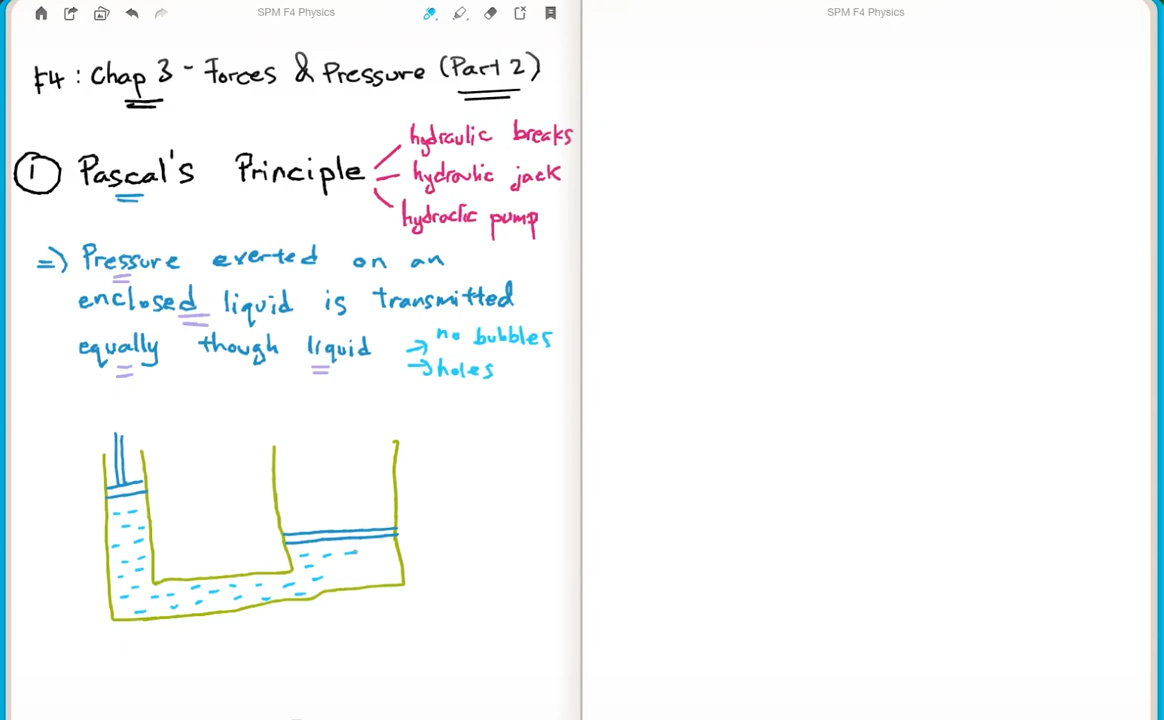 SPM F4 Physics
SPM F4 Physics
F4 : Chap 3 - Forces & Pressure (Part 2)
① Pascal's Principle
hydraulic breaks
hydraulic jack
hydraclic pump
=) Pressure exerted on an
enclosed liquid is transmitted
equally though liquid
→ no bubbles
→ holes